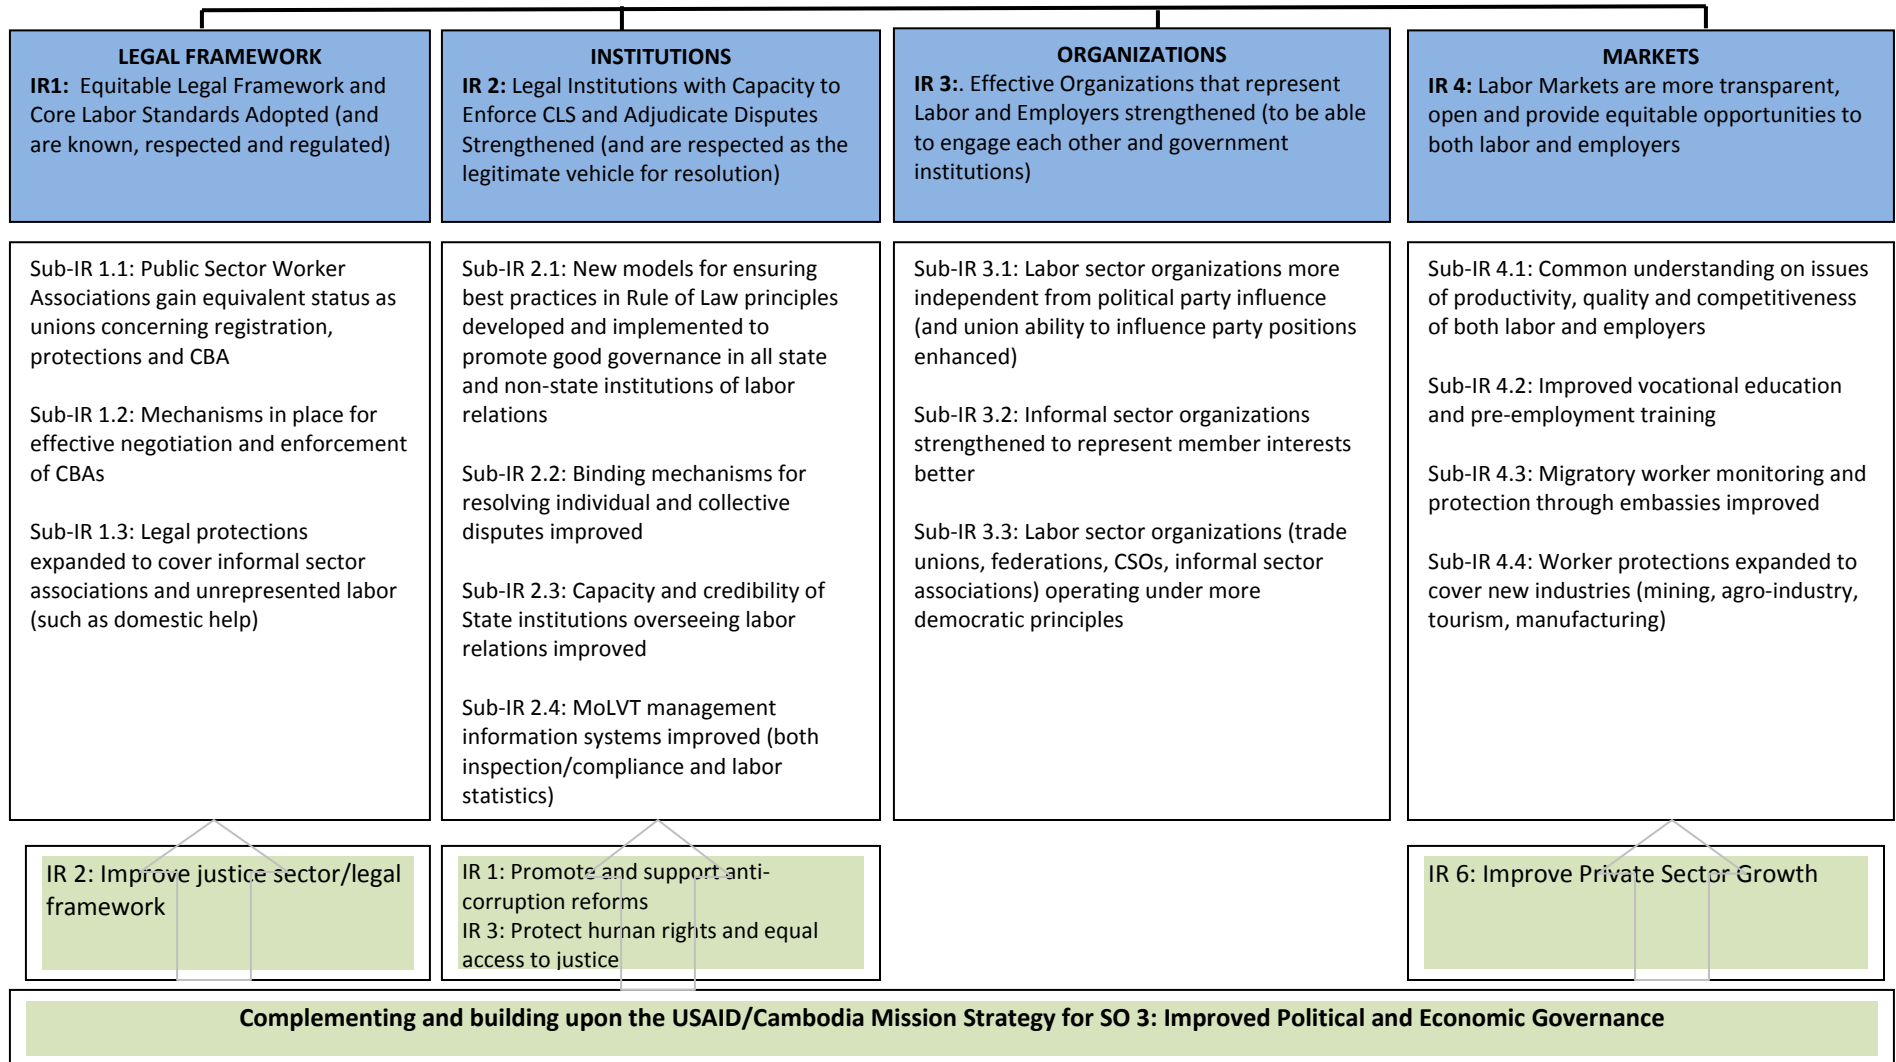 LEGAL FRAMEWORK
IR1: Equitable Legal Framework and
Core Labor Standards Adopted (and
are known, respected and regulated)
INSTITUTIONS
IR 2: Legal Institutions with Capacity to
Enforce CLS and Adjudicate Disputes
Strengthened (and are respected as the
legitimate vehicle for resolution)
ORGANIZATIONS
IR 3:. Effective Organizations that represent
Labor and Employers strengthened (to be able
to engage each other and government
institutions)
MARKETS
IR 4: Labor Markets are more transparent,
open and provide equitable opportunities to
both labor and employers
Sub-IR 1.1: Public Sector Worker
Associations gain equivalent status as
unions concerning registration,
protections and CBA
Sub-IR 1.2: Mechanisms in place for
effective negotiation and enforcement
of CBAs
Sub-IR 1.3: Legal protections
expanded to cover informal sector
associations and unrepresented labor
(such as domestic help)
Sub-IR 2.1: New models for ensuring
best practices in Rule of Law principles
developed and implemented to
promote good governance in all state
and non-state institutions of labor
relations
Sub-IR 2.2: Binding mechanisms for
resolving individual and collective
disputes improved
Sub-IR 2.3: Capacity and credibility of
State institutions overseeing labor
relations improved
Sub-IR 2.4: MoLVT management
information systems improved (both
inspection/compliance and labor
statistics)
Sub-IR 3.1: Labor sector organizations more
independent from political party influence
(and union ability to influence party positions
enhanced)
Sub-IR 3.2: Informal sector organizations
strengthened to represent member interests
better
Sub-IR 3.3: Labor sector organizations (trade
unions, federations, CSOs, informal sector
associations) operating under more
democratic principles
Sub-IR 4.1: Common understanding on issues
of productivity, quality and competitiveness
of both labor and employers
Sub-IR 4.2: Improved vocational education
and pre-employment training
Sub-IR 4.3: Migratory worker monitoring and
protection through embassies improved
Sub-IR 4.4: Worker protections expanded to
cover new industries (mining, agro-industry,
tourism, manufacturing)
IR 2: Improve justice sector/legal
framework
IR 1: Promote and support anti-
corruption reforms
IR 3: Protect human rights and equal
access to justice
IR 6: Improve Private Sector Growth
Complementing and building upon the USAID/Cambodia Mission Strategy for SO 3: Improved Political and Economic Governance